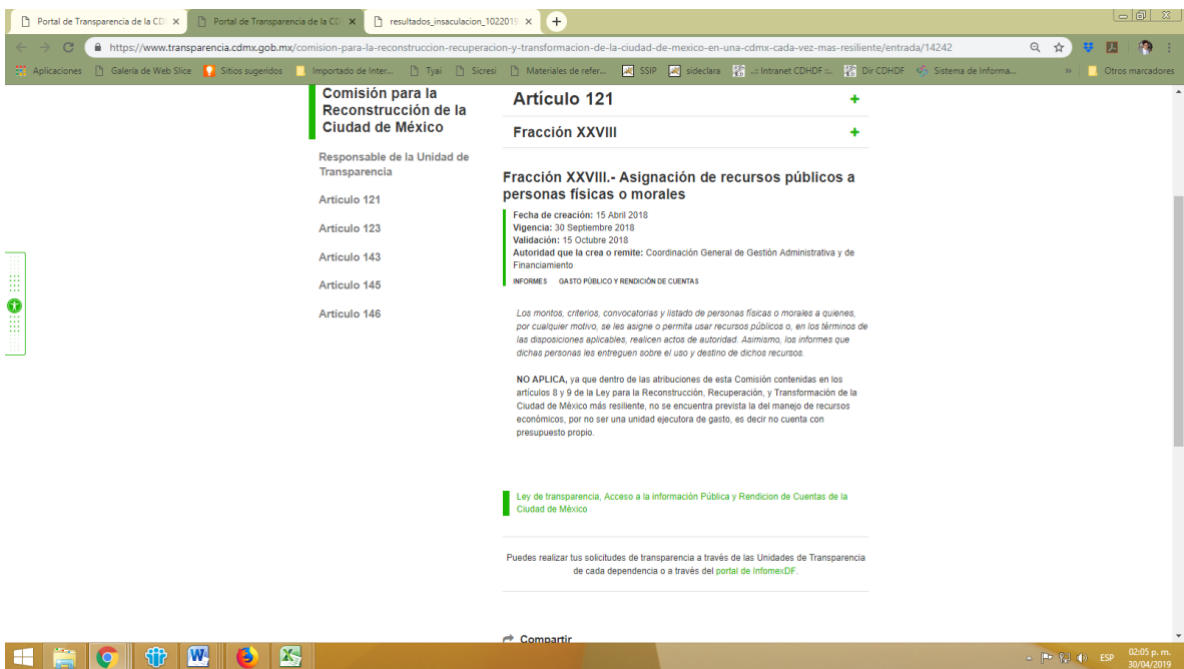 Portal de Transparencia de la CD
Portal de Transparencia de la CD
resultados_insaculacion_1022019
https://www.transparencia.cdmx.gob.mx/comision-para-la-reconstruccion-recuperacion-y-transformacion-de-la-ciudad-de-mexico-en-una-cdmx-cada-vez-mas-resiliente/entrada/14242
Aplicaciones Galería de Web Slice Sitios sugeridos Importado de Inter... Tyai Sicresi Materiales de refer... SSIP sideclara .:: Intranet CDHDF ::. Dir CDHDF Sistema de Informa... » Otros marcadores
Comisión para la
Reconstrucción de la
Ciudad de México
Responsable de la Unidad de
Transparencia
Artículo 121
Artículo 123
Artículo 143
Artículo 145
Artículo 146
Artículo 121 +
Fracción XXVIII +
Fracción XXVIII.- Asignación de recursos públicos a
personas físicas o morales
Fecha de creación: 15 Abril 2018
Vigencia: 30 Septiembre 2018
Validación: 15 Octubre 2018
Autoridad que la crea o remite: Coordinación General de Gestión Administrativa y de
Financiamiento
INFORMES GASTO PÚBLICO Y RENDICIÓN DE CUENTAS
Los montos, criterios, convocatorias y listado de personas físicas o morales a quienes,
por cualquier motivo, se les asigne o permita usar recursos públicos o, en los términos de
las disposiciones aplicables, realicen actos de autoridad. Asimismo, los informes que
dichas personas les entreguen sobre el uso y destino de dichos recursos.
NO APLICA, ya que dentro de las atribuciones de esta Comisión contenidas en los
artículos 8 y 9 de la Ley para la Reconstrucción, Recuperación, y Transformación de la
Ciudad de México más resiliente, no se encuentra prevista la del manejo de recursos
económicos, por no ser una unidad ejecutora de gasto, es decir no cuenta con
presupuesto propio.
Ley de transparencia, Acceso a la información Pública y Rendicion de Cuentas de la
Ciudad de México
Puedes realizar tus solicitudes de transparencia a través de las Unidades de Transparencia
de cada dependencia o a través del portal de InfomexDF.
Compartir
ESP
02:05 p. m.
30/04/2019